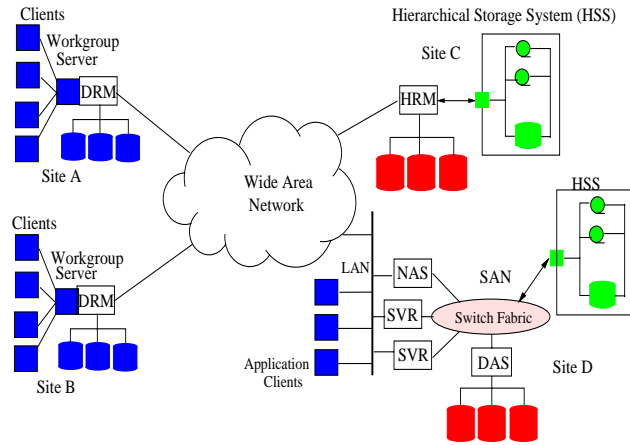 Clients
Workgroup
Server
DRM
Site A
Hierarchical Storage System (HSS)
Site C
HRM
Wide Area
Network
Clients
Workgroup
Server
DRM
Site B
HSS
LAN
NAS
SAN
SVR
Switch Fabric
SVR
Application
Clients
DAS
Site D